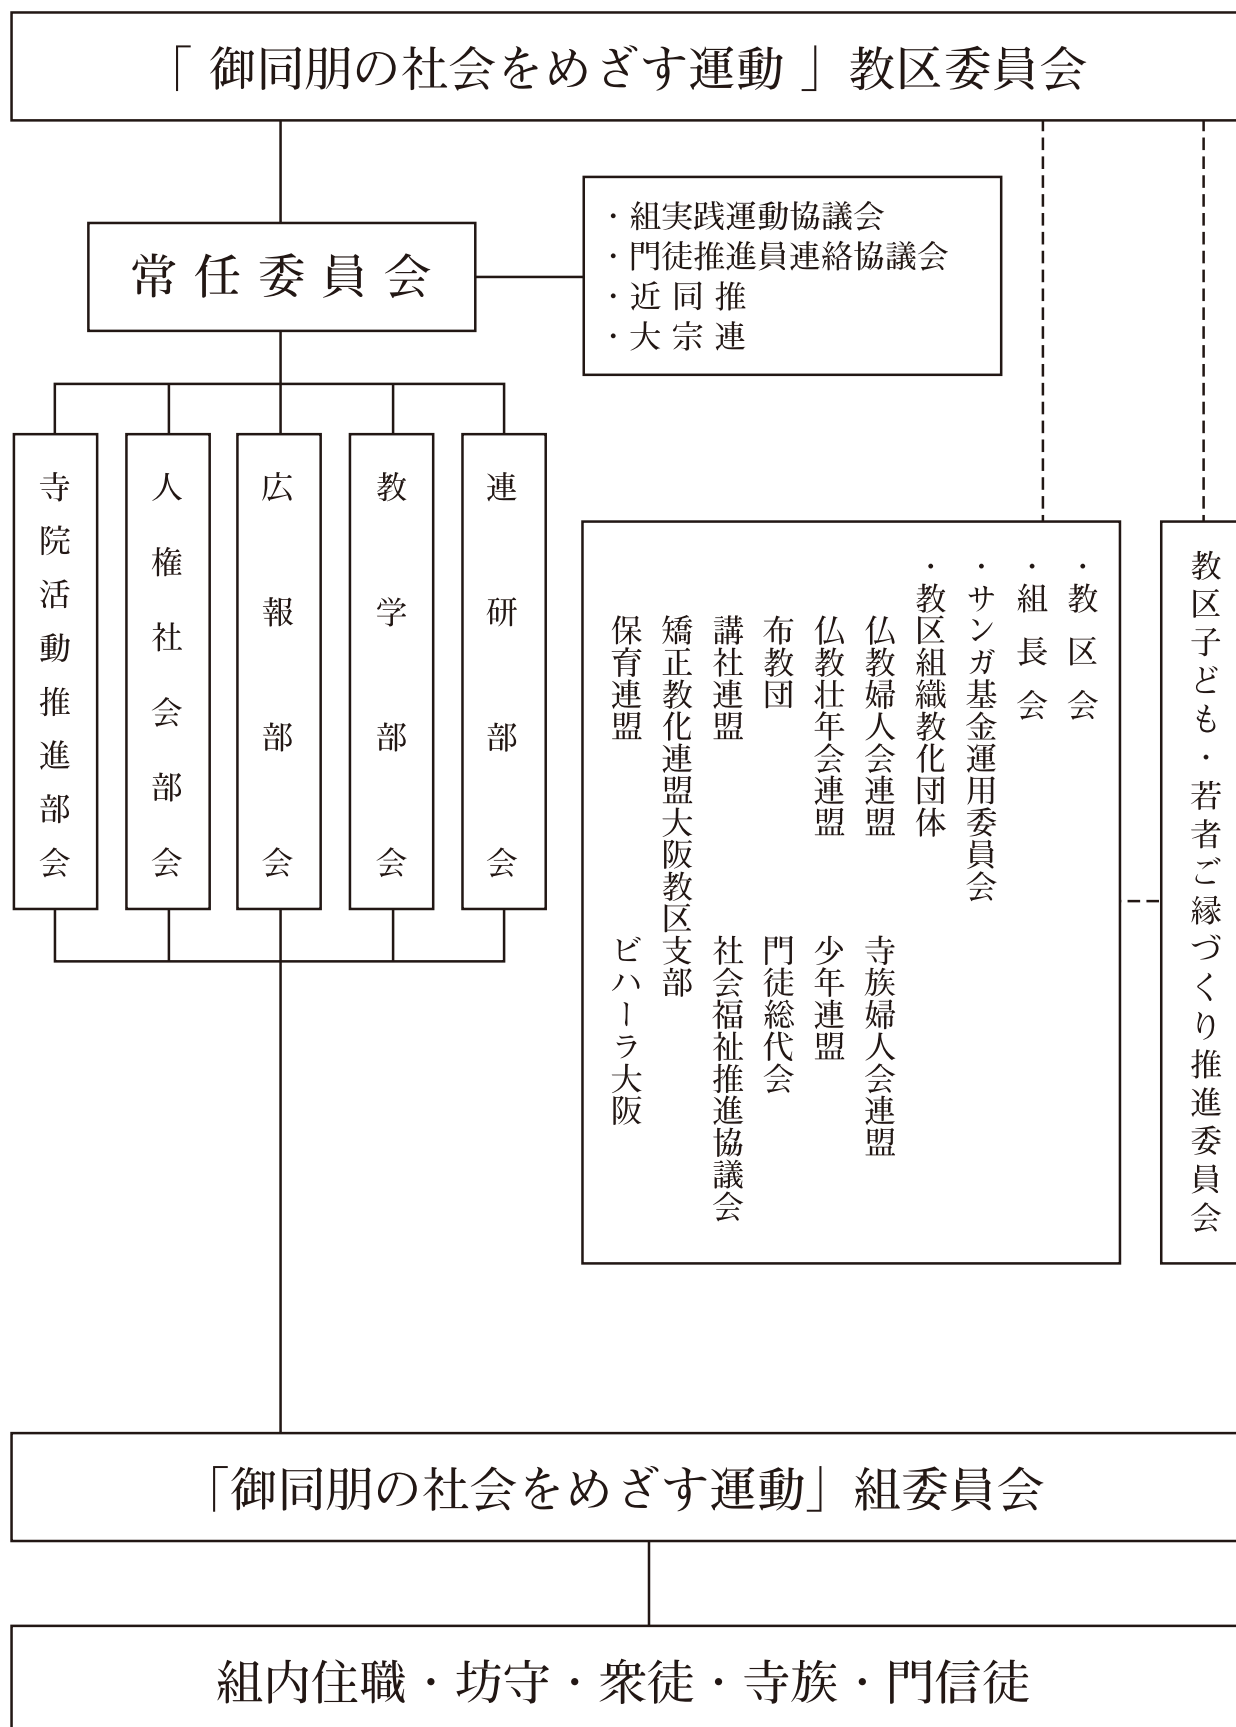 「 御同朋の社会をめざす運動 」教区委員会
常任委員会
・組実践運動協議会
・門徒推進員連絡協議会
・近同推
・大宗連
連研部会
教学部会
広報部会
人権社会部会
寺院活動推進部会
教区子ども・若者ご縁づくり推進委員会
・教区会
・組長会
・サンガ基金運用委員会
・教区組織教化団体
仏教婦人会連盟 寺族婦人会連盟
仏教壮年会連盟 少年連盟
布教団 門徒総代会
講社連盟 社会福祉推進協議会
矯正教化連盟大阪教区支部
保育連盟 ビハーラ大阪
「御同朋の社会をめざす運動」組委員会
組内住職・坊守・衆徒・寺族・門信徒